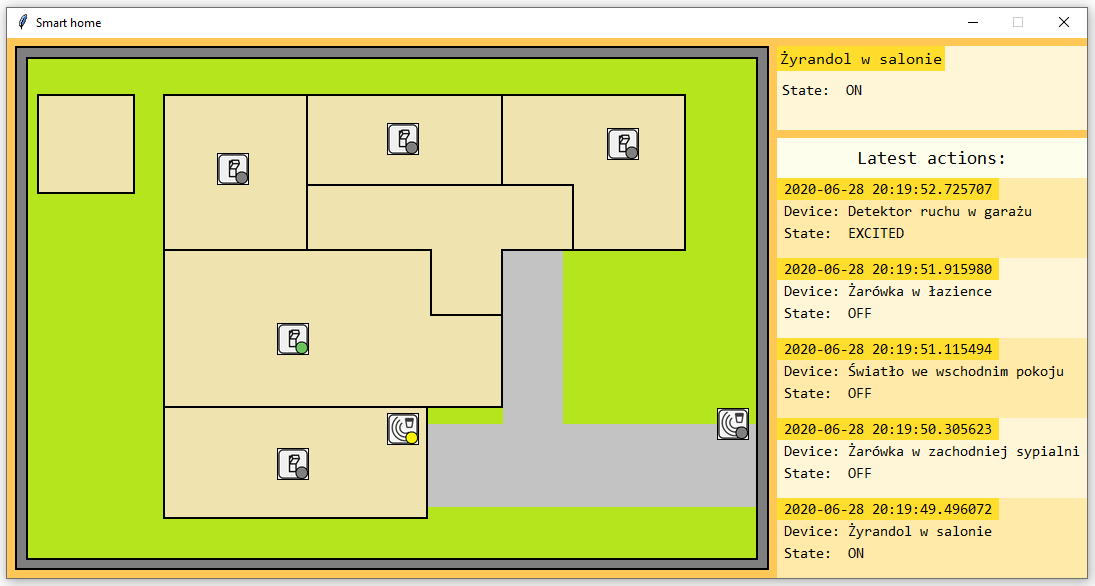 Smart home
Żyrandol w salonie
State: ON
Latest actions:
2020-06-28 20:19:52.725707
Device: Detektor ruchu w garażu
State: EXCITED
2020-06-28 20:19:51.915980
Device: Żarówka w łazience
State: OFF
2020-06-28 20:19:51.115494
Device: Światło we wschodnim pokoju
State: OFF
2020-06-28 20:19:50.305623
Device: Żarówka w zachodniej sypialni
State: OFF
2020-06-28 20:19:49.496072
Device: Żyrandol w salonie
State: ON